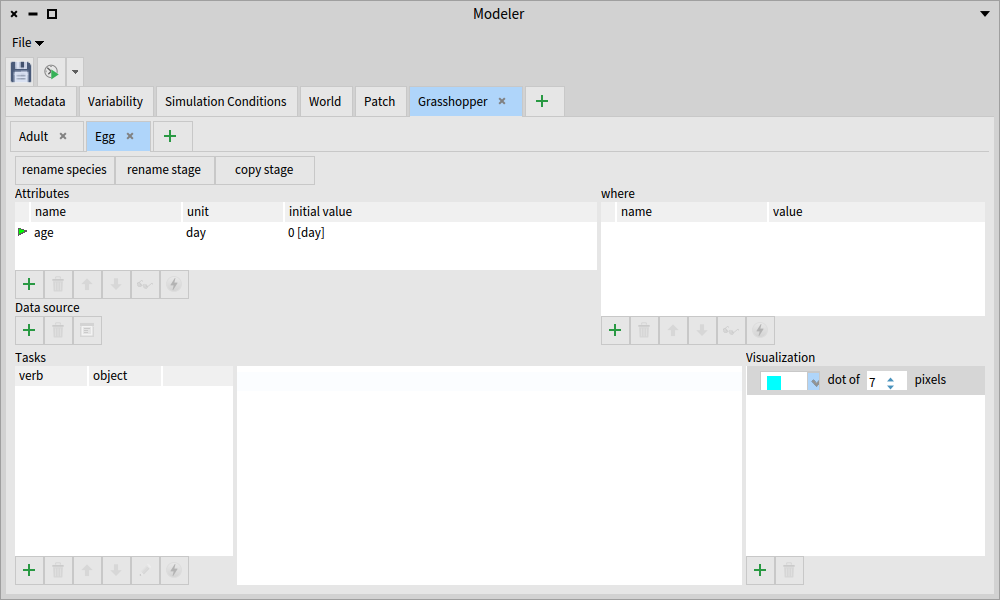 Modeler
File
Metadata Variability Simulation Conditions World Patch Grasshopper
Adult Egg
rename species rename stage copy stage
Attributes where
name unit initial value name value
age day 0 [day]
Data source
Tasks Visualization
verb object dot of 7 pixels